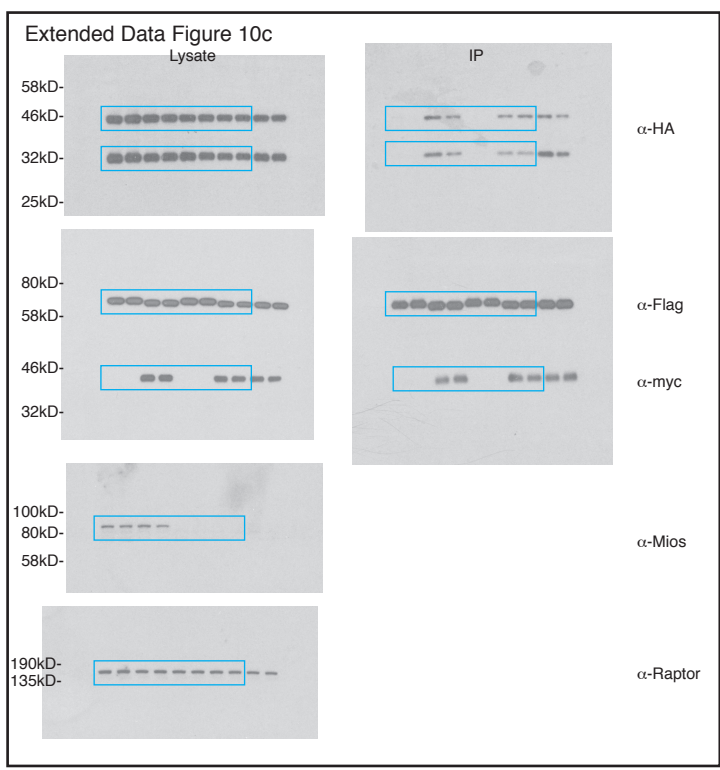 Extended Data Figure 10c
Lysate
IP
58kD-
46kD-
32kD-
25kD-
α-HA
80kD-
58kD-
46kD-
32kD-
α-Flag
α-myc
100kD-
80kD-
58kD-
α-Mios
190kD-
135kD-
α-Raptor